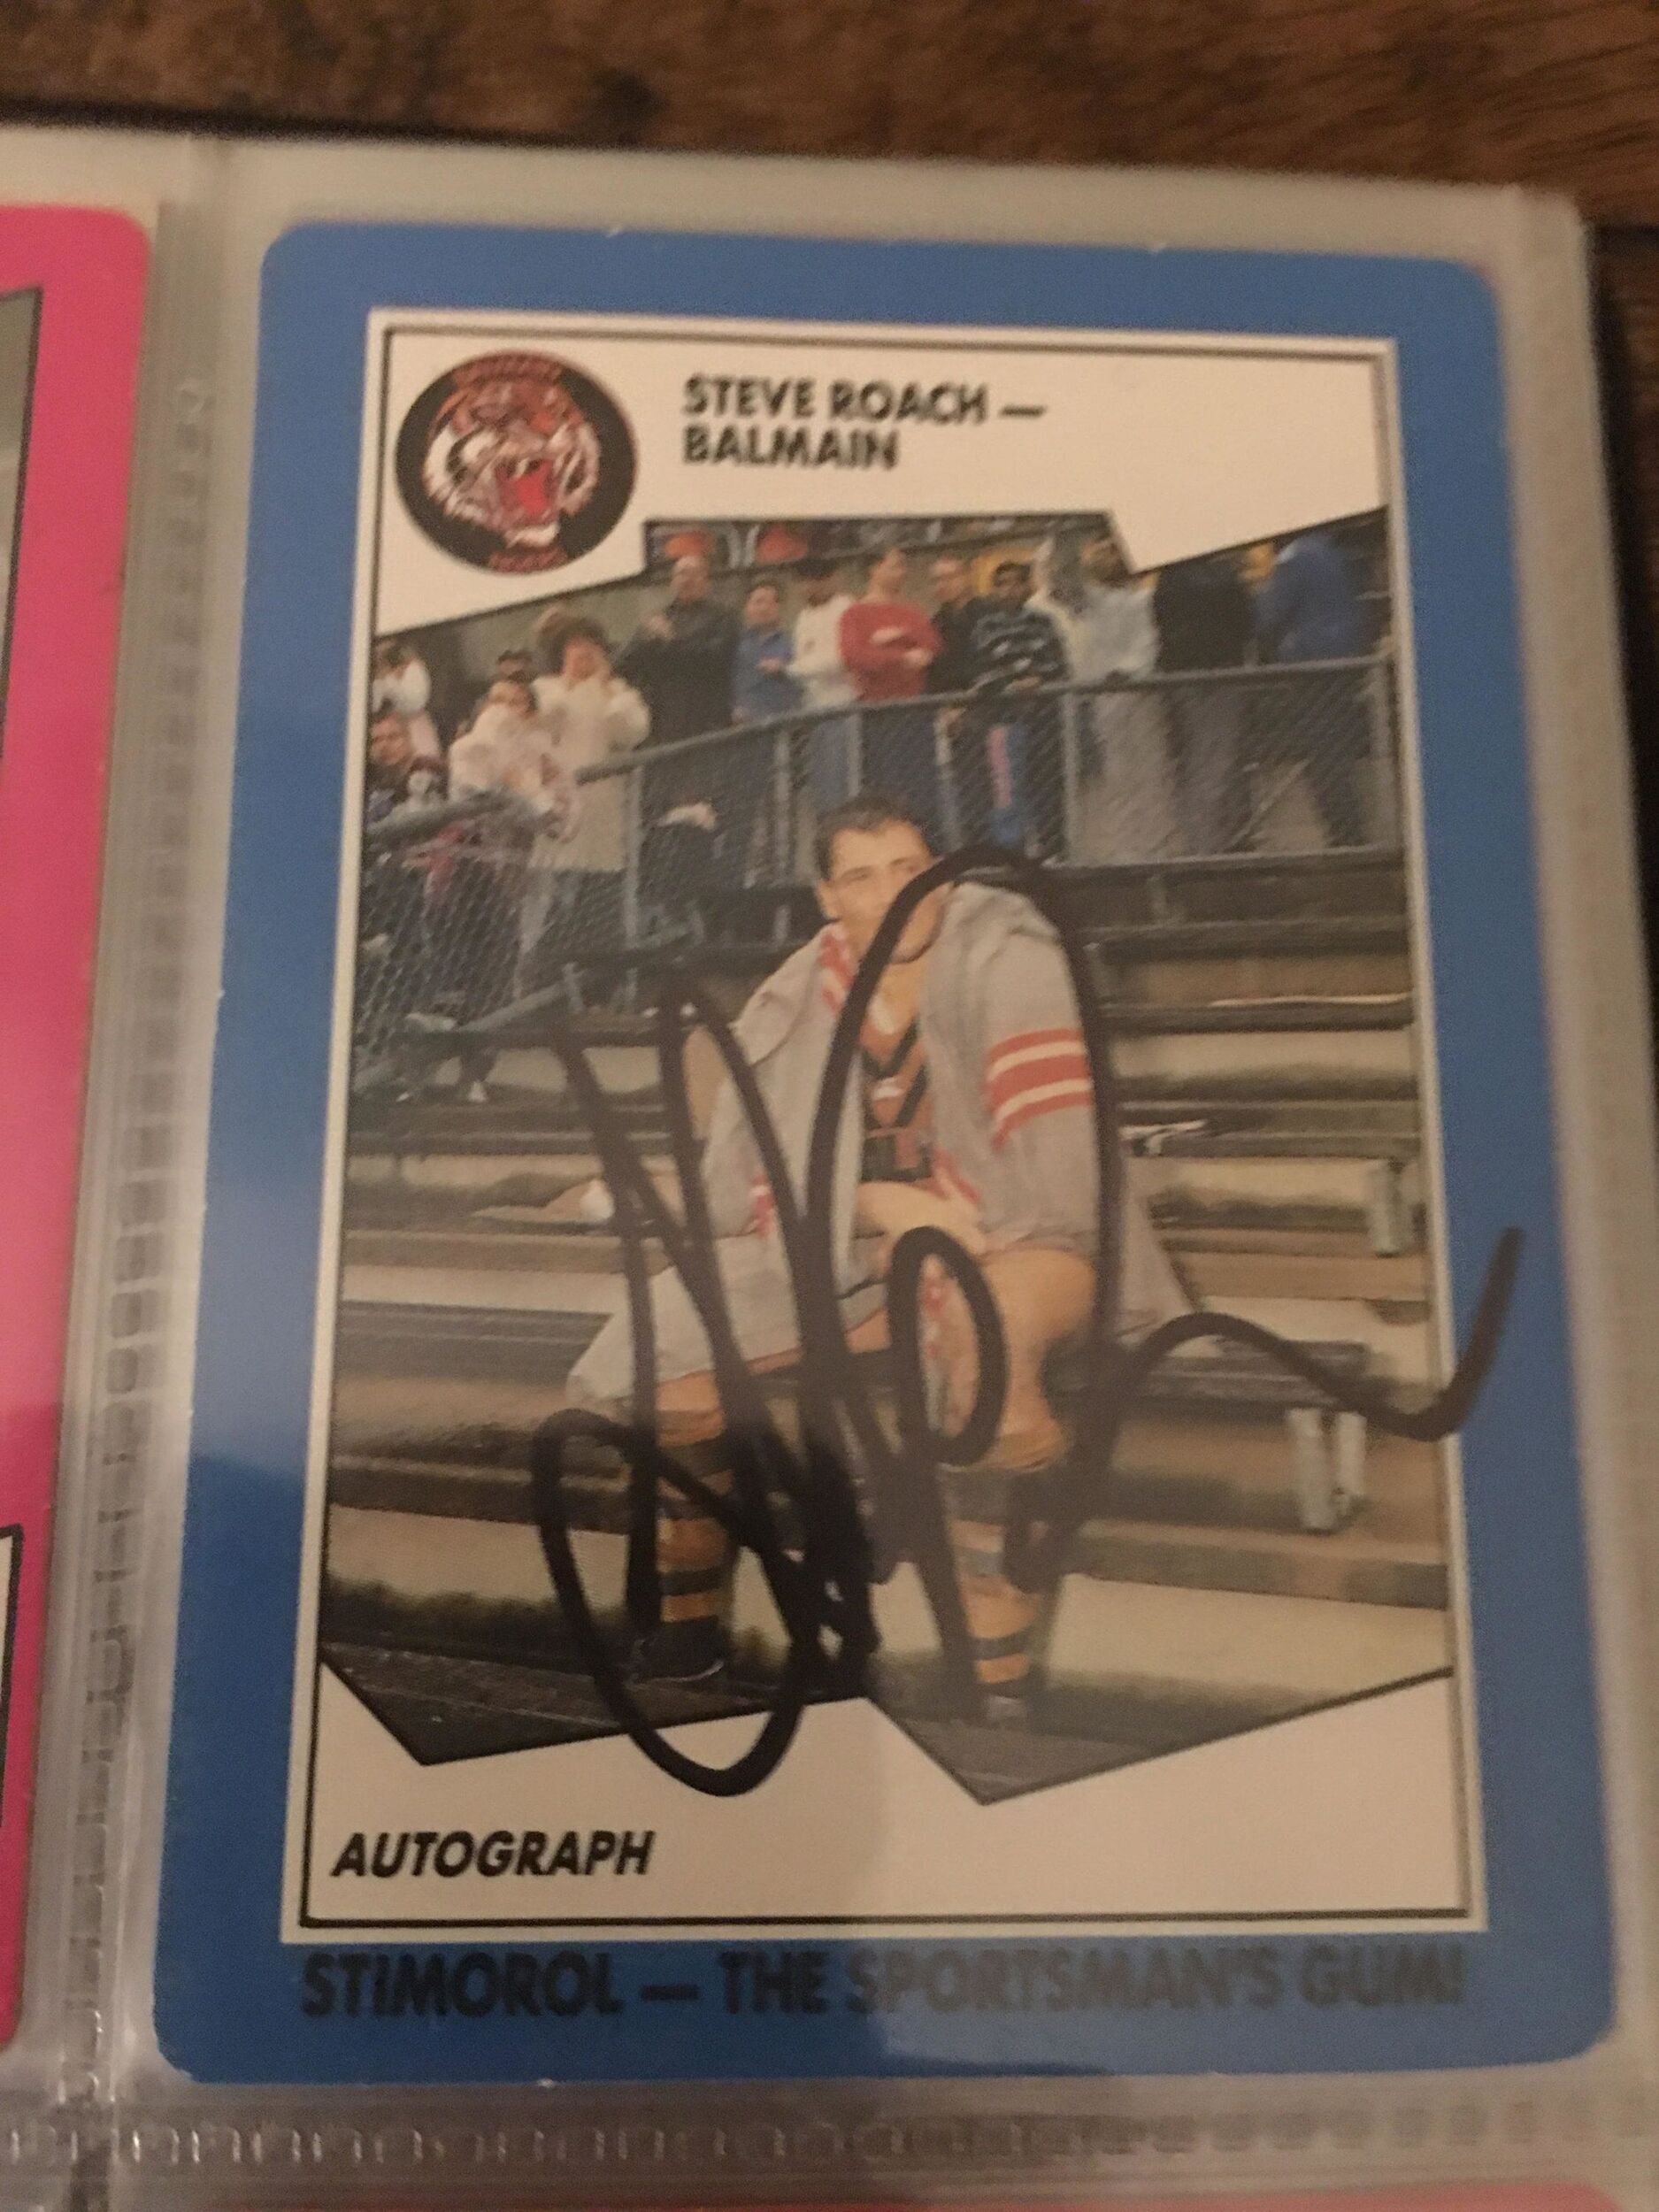 STEVE ROACH —
BALMAIN
AUTOGRAPH
STIMOROL — THE SPORTSMAN'S GUM!